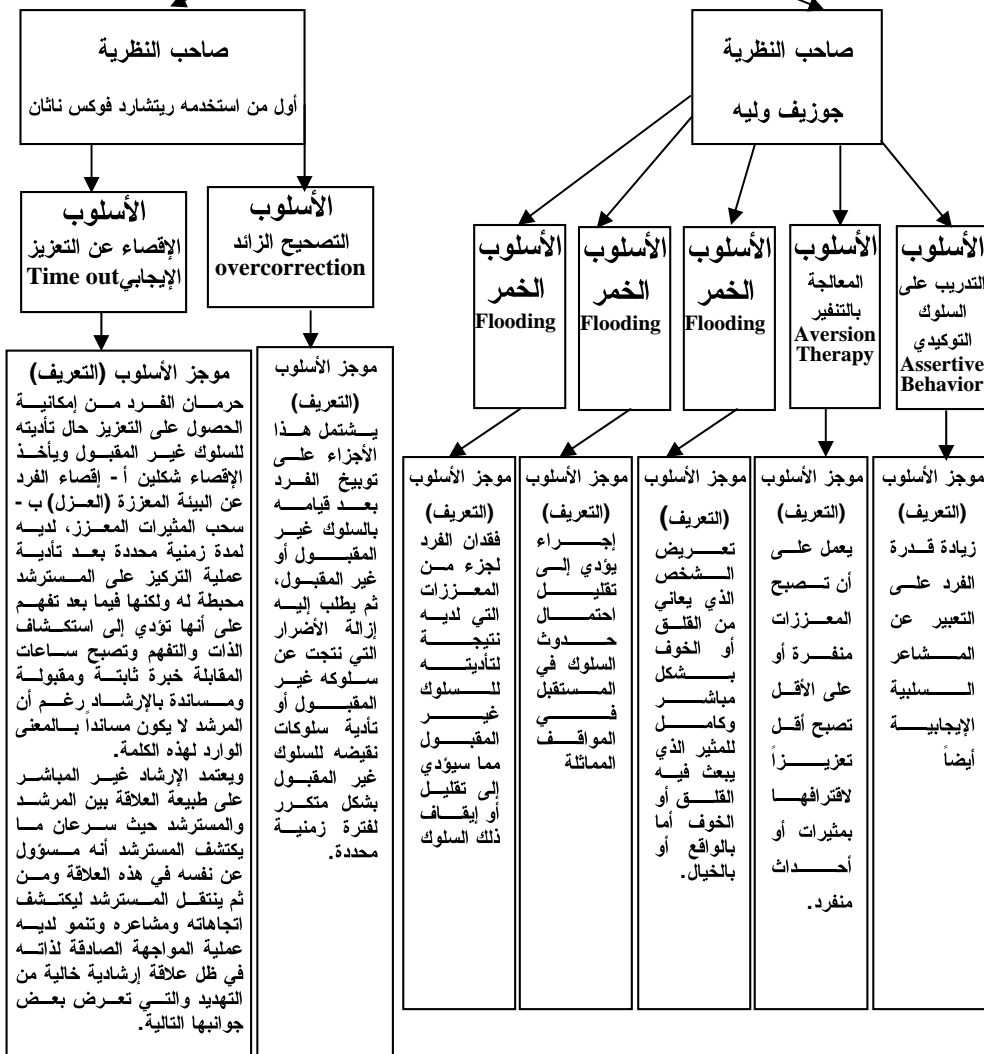 صاحب النظرية
جوزيف وليه
الأسلوب
التدريب على
السلوك
التوكيدي
Assertive
Behavior
الأسلوب
المعالجة
بالتنفير
Aversion
Therapy
الأسلوب
الخمر
Flooding
الأسلوب
الخمر
Flooding
الأسلوب
الخمر
Flooding
موجز الأسلوب
(التعريف)
زيادة قدرة
الفرد على
التعبير عن
المشاعر
السلبية
الإيجابية
أيضاً
موجز الأسلوب
(التعريف)
يعمل على
أن تصبح
المعززات
منفرة أو
على الأقل
تصبح أقل
تعزيزاً
لاقترافها
بمثيرات أو
أحداث
منفرد.
موجز الأسلوب
(التعريف)
تعريض
الشخص
الذي يعاني
من القلق
أو الخوف
بشكل
مباشر
وكامل
للمثير الذي
يبعث فيه
القلق أو
الخوف أما
بالواقع أو
بالخيال.
موجز الأسلوب
(التعريف)
إجراء
يؤدي إلى
تقليل
احتمال
حدوث
السلوك في
المستقبل
في
المواقف
المماثلة
موجز الأسلوب
(التعريف)
فقدان الفرد
لجزء من
المعززات
التي لديه
نتيجة
لتأديته
للسلوك
غير
المقبول
مما سيؤدي
إلى تقليل
أو إيقاف
ذلك السلوك
صاحب النظرية
أول من استخدمه ريتشارد فوكس ناثان
الأسلوب
التصحيح الزائد
overcorrection
الأسلوب
الإقصاء عن التعزيز
الإيجابي Time out
موجز الأسلوب
(التعريف)
يشتمل هذا
الأجزاء على
توبيخ الفرد
بعد قيامه
بالسلوك غير
المقبول أو
غير المقبول،
ثم يطلب إليه
إزالة الأضرار
التي نتجت عن
سلوكه غير
المقبول أو
تأدية سلوكات
نقيضه للسلوك
غير المقبول
بشكل متكرر
لفترة زمنية
محددة.
موجز الأسلوب (التعريف)
حرمان الفرد من إمكانية
الحصول على التعزيز حال تأديته
للسلوك غير المقبول ويأخذ
الإقصاء شكلين أ - إقصاء الفرد
عن البيئة المعززة (العزل) ب -
سحب المثيرات المعزز، لديه
لمدة زمنية محددة بعد تأدية
عملية التركيز على المسترشد
محبطة له ولكنها فيما بعد تفهم
على أنها تؤدي إلى استكشاف
الذات والتفهم وتصبح ساعات
المقابلة خبرة ثابتة ومقبولة
ومساندة بالإرشاد رغم أن
المرشد لا يكون مسانداً بالمعنى
الوارد لهذه الكلمة.
ويعتمد الإرشاد غير المباشر
على طبيعة العلاقة بين المرشد
والمسترشد حيث سرعان ما
يكتشف المسترشد أنه مسؤول
عن نفسه في هذه العلاقة ومن
ثم ينتقل المسترشد ليكتشف
اتجاهاته ومشاعره وتنمو لديه
عملية المواجهة الصادقة لذاته
في ظل علاقة إرشادية خالية من
التهديد والتي تعرض بعض
جوانبها التالية.